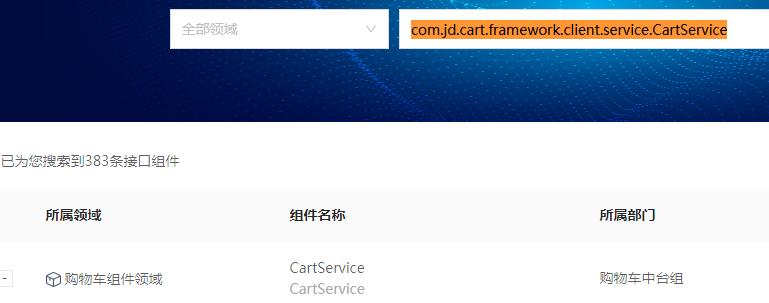 全部领域 com.jd.cart.framework.client.service.CartService
已为您搜索到383条接口组件
所属领域 组件名称 所属部门
CartService
- 购物车组件领域 购物车中台组
CartService